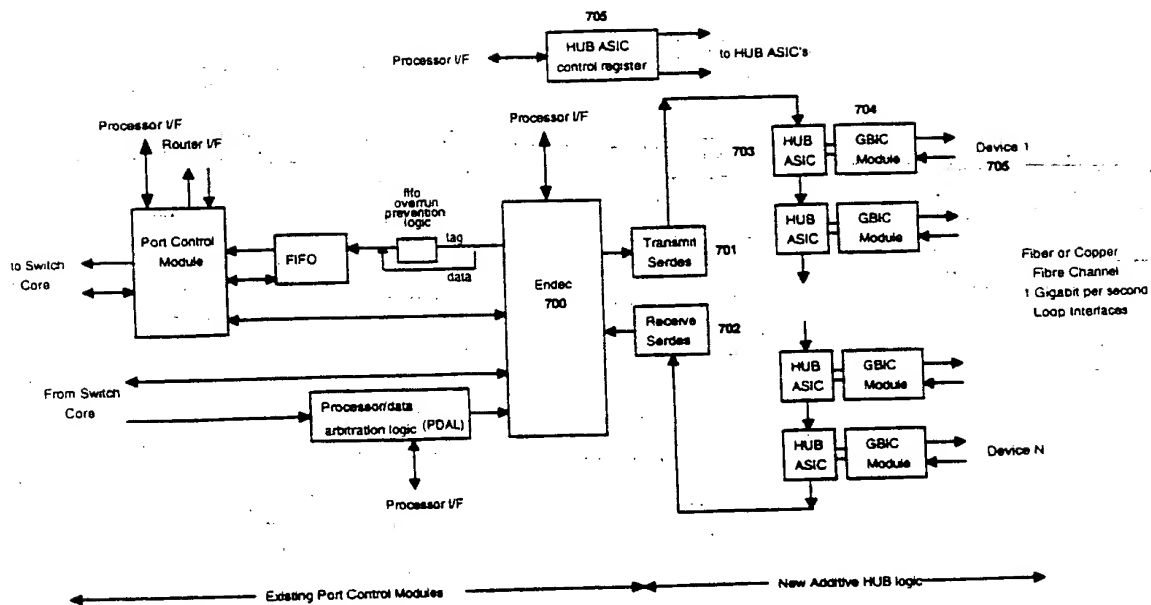 705
HUB ASIC
control register
Processor I/F
to HUB ASIC's
Processor I/F
Router I/F
Processor I/F
704
703
HUB
ASIC
GBIC
Module
Device 1
705
fifo
overrun
prevention
logic
tag
data
Port Control
Module
FIFO
to Switch
Core
Endec
700
Transmit
Serdes
701
HUB
ASIC
GBIC
Module
Fiber or Copper
Fibre Channel
1 Gigabit per second
Loop Interfaces
Receive
Serdes
702
HUB
ASIC
GBIC
Module
From Switch
Core
Processor/data
arbitration logic (PDAL)
HUB
ASIC
GBIC
Module
Device N
Processor I/F
Existing Port Control Modules
New Additive HUB logic